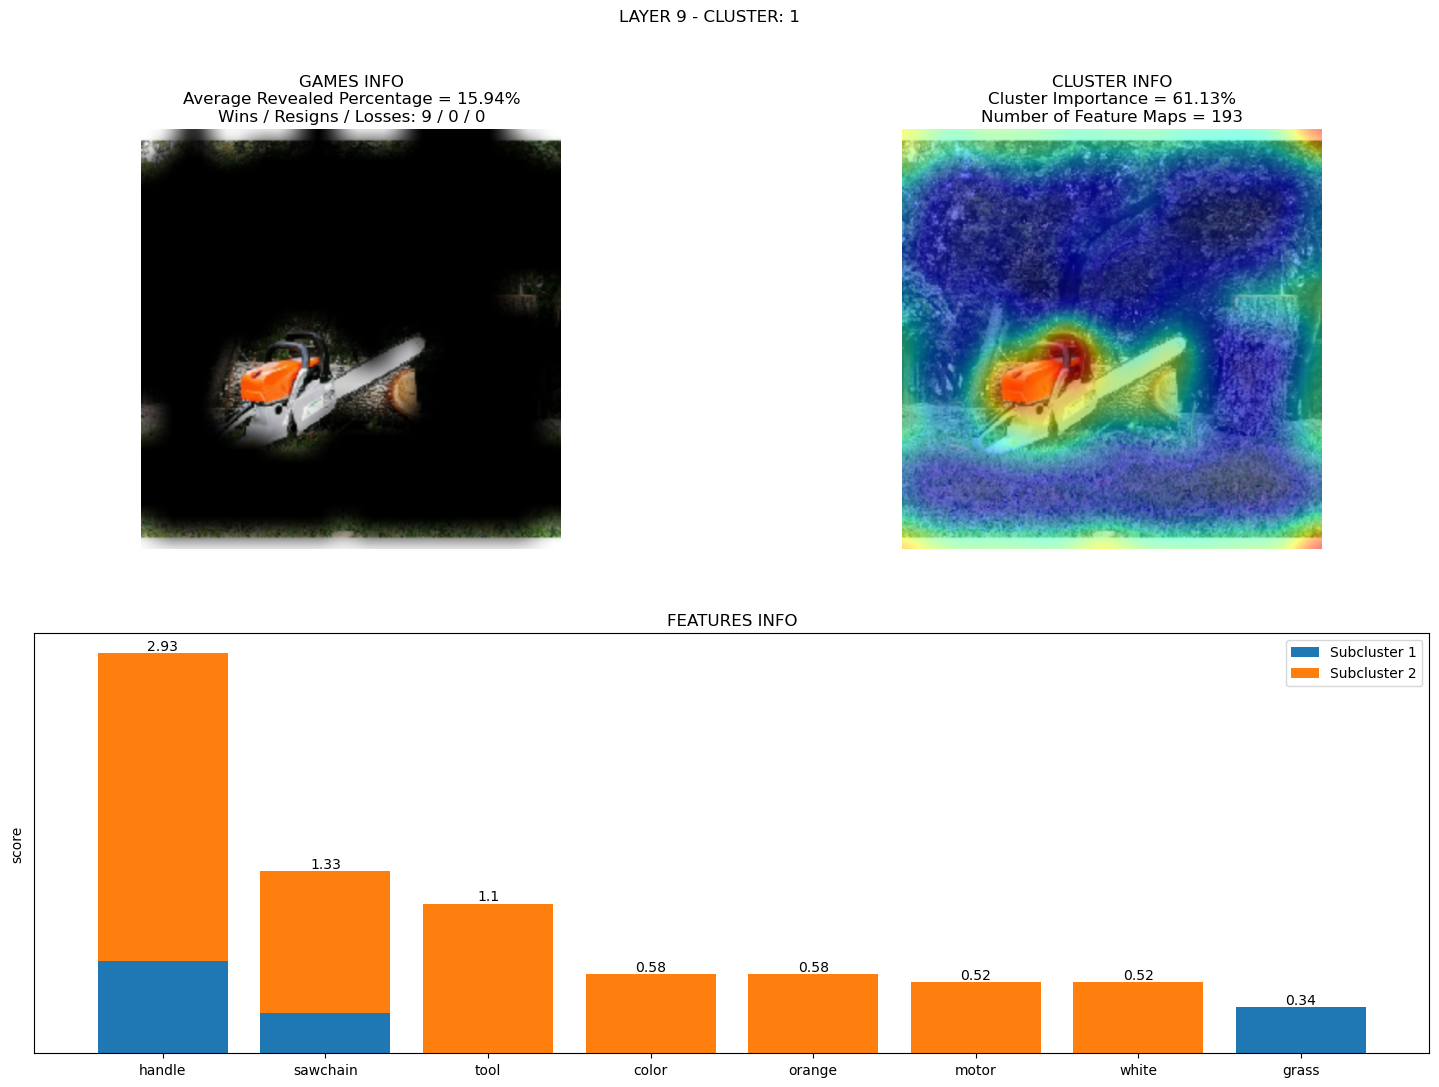 LAYER 9 - CLUSTER: 1
GAMES INFO
Average Revealed Percentage = 15.94%
Wins / Resigns / Losses: 9 / 0 / 0
CLUSTER INFO
Cluster Importance = 61.13%
Number of Feature Maps = 193
FEATURES INFO
Subcluster 1
Subcluster 2
score
2.93
1.33
1.1
0.58
0.58
0.52
0.52
0.34
handle
sawchain
tool
color
orange
motor
white
grass